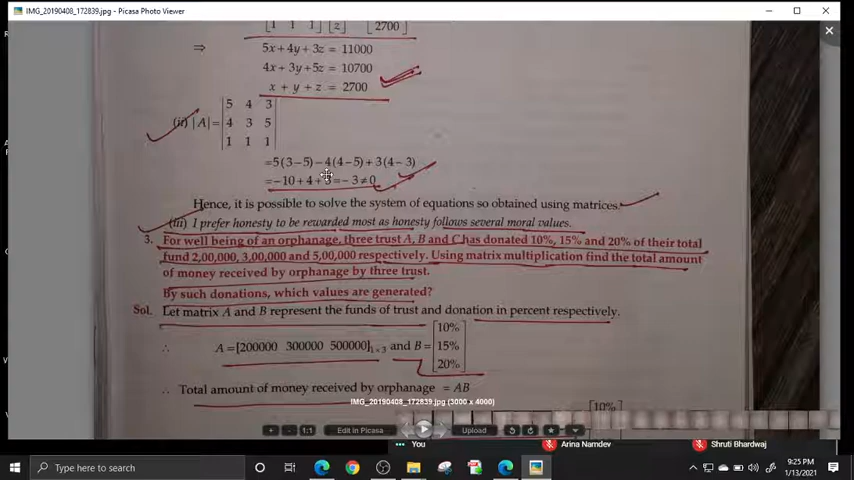 IMG_20190408_172839.jpg - Picasa Photo Viewer
[1 1 1] [z] [2700]
⇒ 5x+4y+3z = 11000
4x+3y+5z = 10700
x + y + z = 2700
(ii) |A| = |5 4 3|
|4 3 5|
|1 1 1|
=5(3−5)−4(4−5)+3(4−3)
=−10+4+3=−3≠0
Hence, it is possible to solve the system of equations so obtained using matrices.
(iii) I prefer honesty to be rewarded most as honesty follows several moral values.
3. For well being of an orphanage, three trust A, B and C has donated 10%, 15% and 20% of their total
fund 2,00,000, 3,00,000 and 5,00,000 respectively. Using matrix multiplication find the total amount
of money received by orphanage by three trust.
By such donations, which values are generated?
Sol. Let matrix A and B represent the funds of trust and donation in percent respectively.
[10%]
∴ A=[200000 300000 500000]1×3 and B= [15%]
[20%]
∴ Total amount of money received by orphanage = AB
IMG_20190408_172839.jpg (3000 x 4000)
[10%]
1:1 Edit in Picasa Upload
You Arina Namdev Shruti Bhardwaj
Type here to search
9:25 PM
1/13/2021